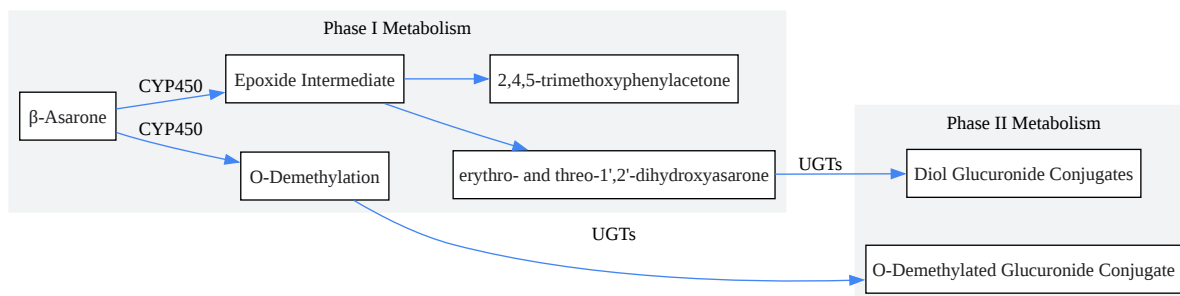 Phase I Metabolism
CYP450
Epoxide Intermediate
2,4,5-trimethoxyphenylacetone
β-Asarone
CYP450
O-Demethylation
erythro- and threo-1',2'-dihydroxyasarone
UGTs
Phase II Metabolism
Diol Glucuronide Conjugates
UGTs
O-Demethylated Glucuronide Conjugate